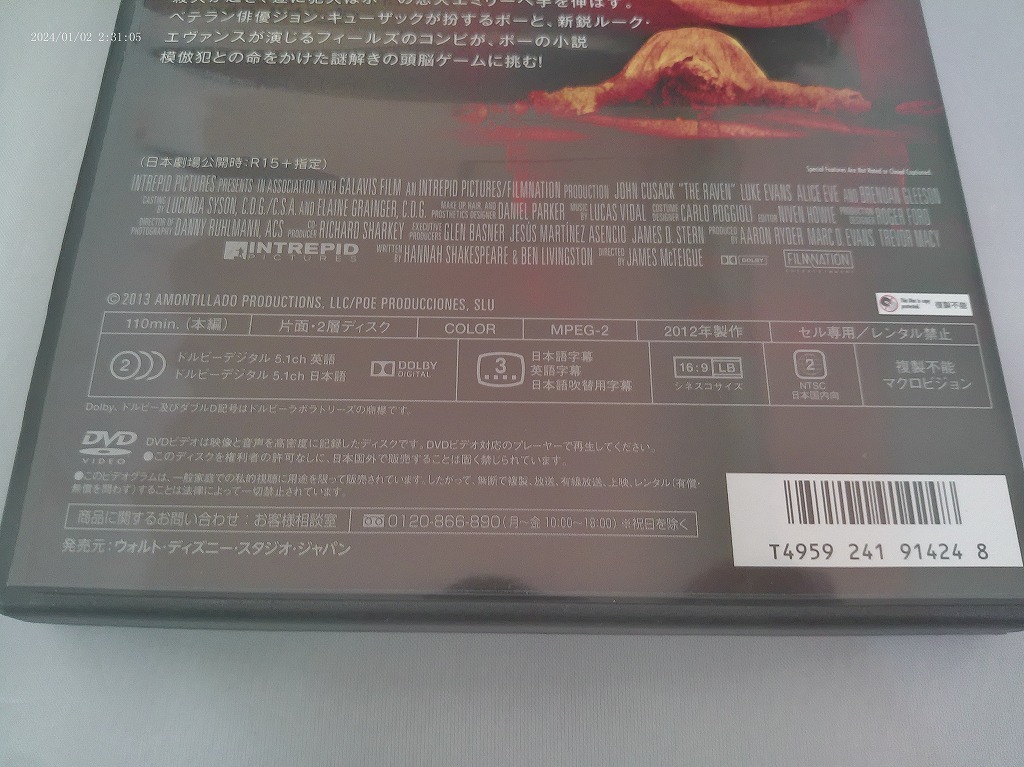 2024/01/02 2:31:05
ベテラン俳優ジョン・キューザックが扮するポーと、新鋭ルーク・
エヴァンスが演じるフィールズのコンビが、ポーの小説
模倣犯との命をかけた謎解きの頭脳ゲームに挑む!
(日本劇場公開時:R15+指定)
Special Features Are Not Rated or Closed Captioned.
INTREPID PICTURES PRESENTS IN ASSOCIATION WITH GALAVIS FILM AN INTREPID PICTURES/FILMNATION PRODUCTION JOHN CUSACK "THE RAVEN" LUKE EVANS ALICE EVE AND BRENDAN GLEESON
CASTING BY LUCINDA SYSON, C.D.G./C.S.A. AND ELAINE GRAINGER, C.D.G. MAKE UP, HAIR AND PROSTHETICS DESIGNER DANIEL PARKER MUSIC BY LUCAS VIDAL COSTUME DESIGNER CARLO POGGIOLI EDITOR NIVEN HOWIE PRODUCTION DESIGNER ROGER FORD
DIRECTOR OF PHOTOGRAPHY DANNY RUHLMANN, ACS CO PRODUCER RICHARD SHARKEY EXECUTIVE PRODUCERS GLEN BASNER JESÚS MARTÍNEZ ASENCIO JAMES D. STERN PRODUCED BY AARON RYDER MARC D. EVANS TREVOR MACY
INTREPID PICTURES WRITTEN BY HANNAH SHAKESPEARE & BEN LIVINGSTON DIRECTED BY JAMES McTEIGUE DOLBY FILMNATION
©2013 AMONTILLADO PRODUCTIONS, LLC/POE PRODUCCIONES, SLU
This film is copy protected. 複製不能
110min.(本編) 片面・2層ディスク COLOR MPEG-2 2012年製作 セル専用/レンタル禁止
2 ドルビーデジタル 5.1ch 英語
ドルビーデジタル 5.1ch 日本語
DOLBY DIGITAL
3 日本語字幕
英語字幕
日本語吹替用字幕
16:9 LB
シネスコサイズ
2
NTSC
日本国内向
複製不能
マクロビジョン
Dolby、ドルビー及びダブルD記号はドルビーラボラトリーズの商標です。
DVD VIDEO
DVDビデオは映像と音声を高密度に記録したディスクです。DVDビデオ対応のプレーヤーで再生してください。
●このディスクを権利者の許可なしに、日本国外で販売することは固く禁じられています。
●このビデオグラムは、一般家庭での私的視聴に用途を限って販売されています。したがって、無断で複製、放送、有線放送、上映、レンタル(有償・
無償を問わず)することは法律によって一切禁止されています。
商品に関するお問い合わせ:お客様相談室 0120-866-890(月~金 10:00~18:00) ※祝日を除く
発売元:ウォルト・ディズニー・スタジオ・ジャパン
T4959 241 91424 8